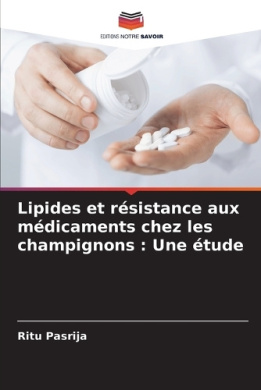 EDITIONS NOTRE SAVOIR
Lipides et résistance aux
médicaments chez les
champignons : Une étude
Ritu Pasrija